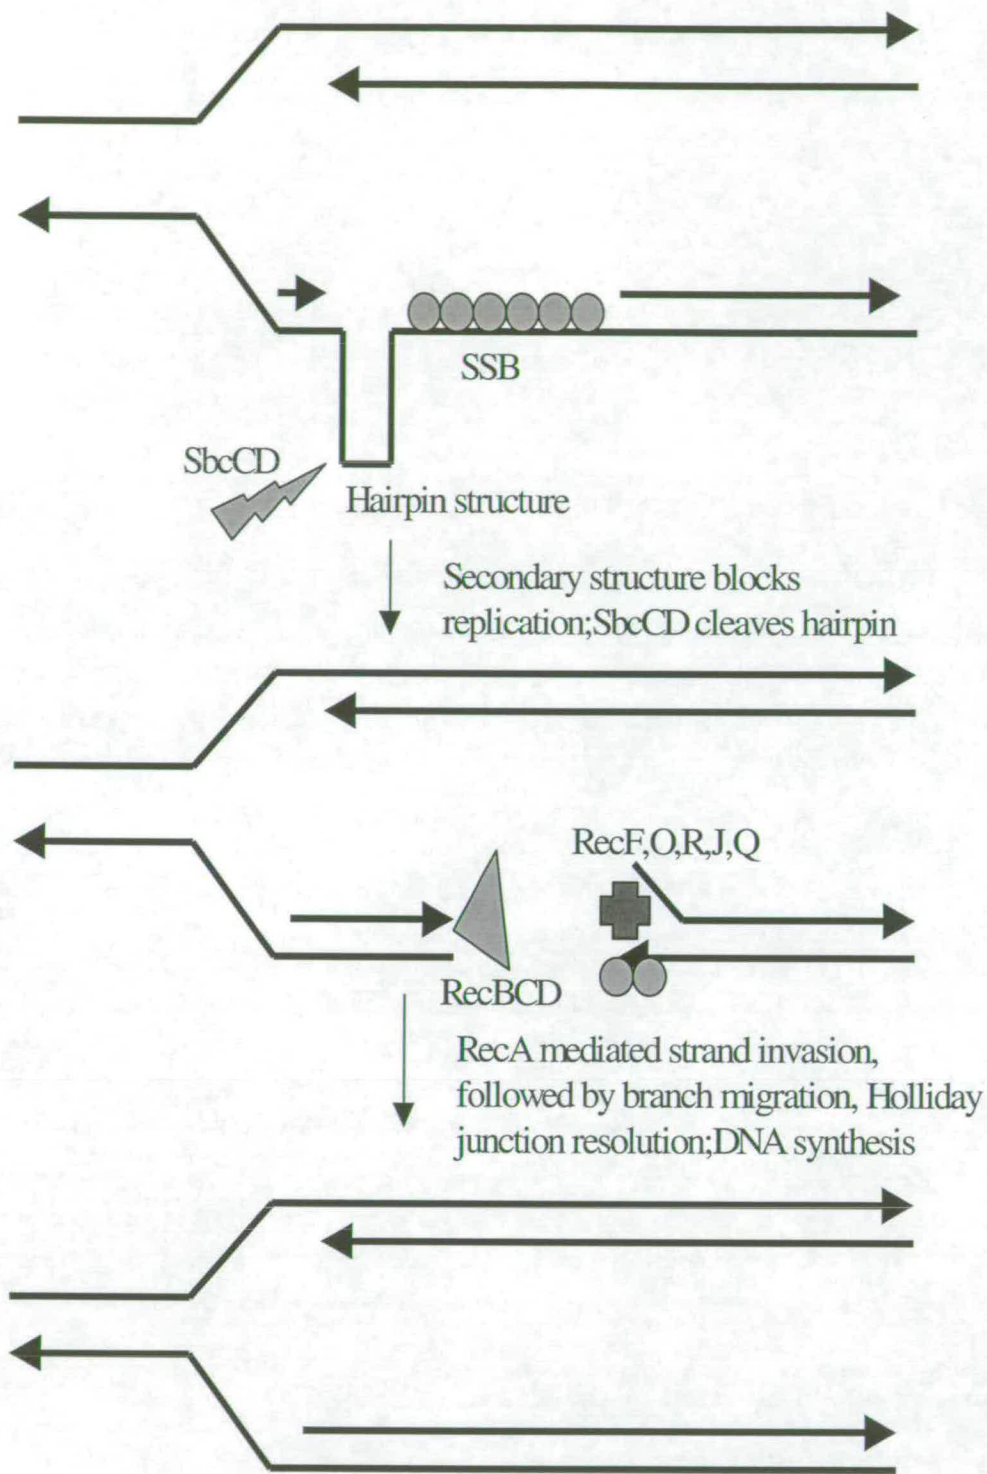 SSB
SbcCD
Hairpin structure
Secondary structure blocks
replication;SbcCD cleaves hairpin
RecF,O,R,J,Q
RecBCD
RecA mediated strand invasion,
followed by branch migration, Holliday
junction resolution;DNA synthesis